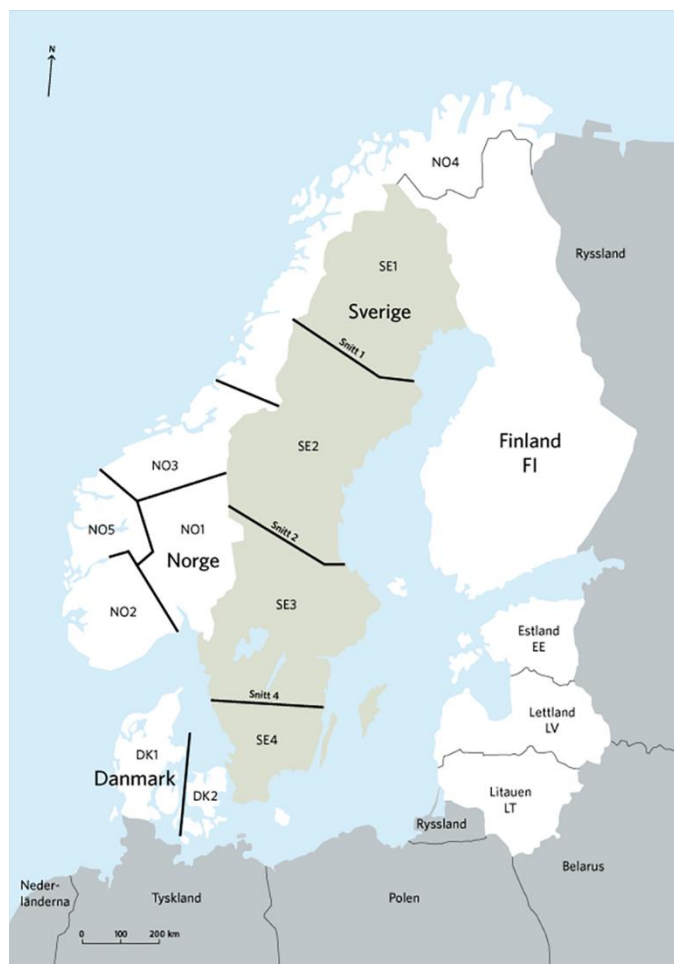 N
NO4
Ryssland
SE1
Sverige
Snitt 1
SE2
Finland
FI
NO3
NO5
NO1
Snitt 2
Norge
SE3
NO2
Estland
EE
Snitt 4
Lettland
LV
SE4
DK1
Danmark
DK2
Litauen
LT
Ryssland
Belarus
Neder-
länderna
Tyskland
Polen
0 100 200 km